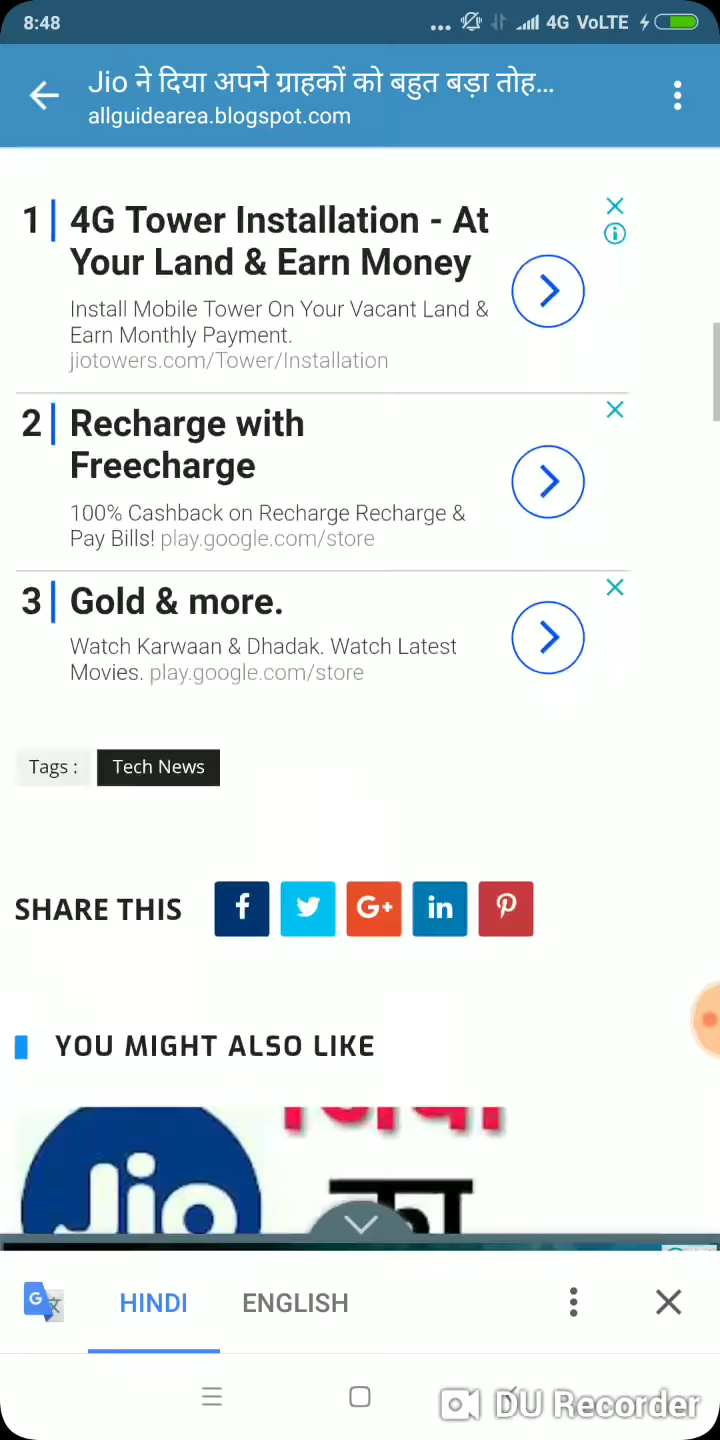 8:48
... 4G VoLTE
Jio ने दिया अपने ग्राहकों को बहुत बड़ा तोह...
allguidearea.blogspot.com
1 4G Tower Installation - At
Your Land & Earn Money
Install Mobile Tower On Your Vacant Land &
Earn Monthly Payment.
jiotowers.com/Tower/Installation
2 Recharge with
Freecharge
100% Cashback on Recharge Recharge &
Pay Bills! play.google.com/store
3 Gold & more.
Watch Karwaan & Dhadak. Watch Latest
Movies. play.google.com/store
Tags : Tech News
SHARE THIS f G+ in
YOU MIGHT ALSO LIKE
Jio
का
G 文 HINDI ENGLISH
DU Recorder